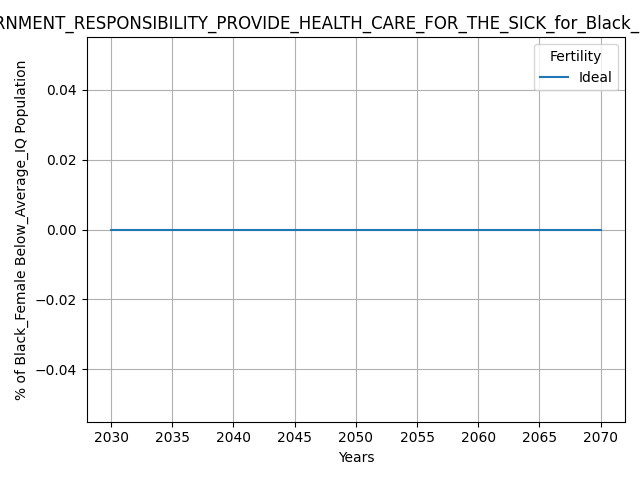 RNMENT_RESPONSIBILITY_PROVIDE_HEALTH_CARE_FOR_THE_SICK_for_Black_
Fertility
Ideal
% of Black_Female Below_Average_IQ Population
0.04
0.02
0.00
−0.02
−0.04
2030 2035 2040 2045 2050 2055 2060 2065 2070
Years